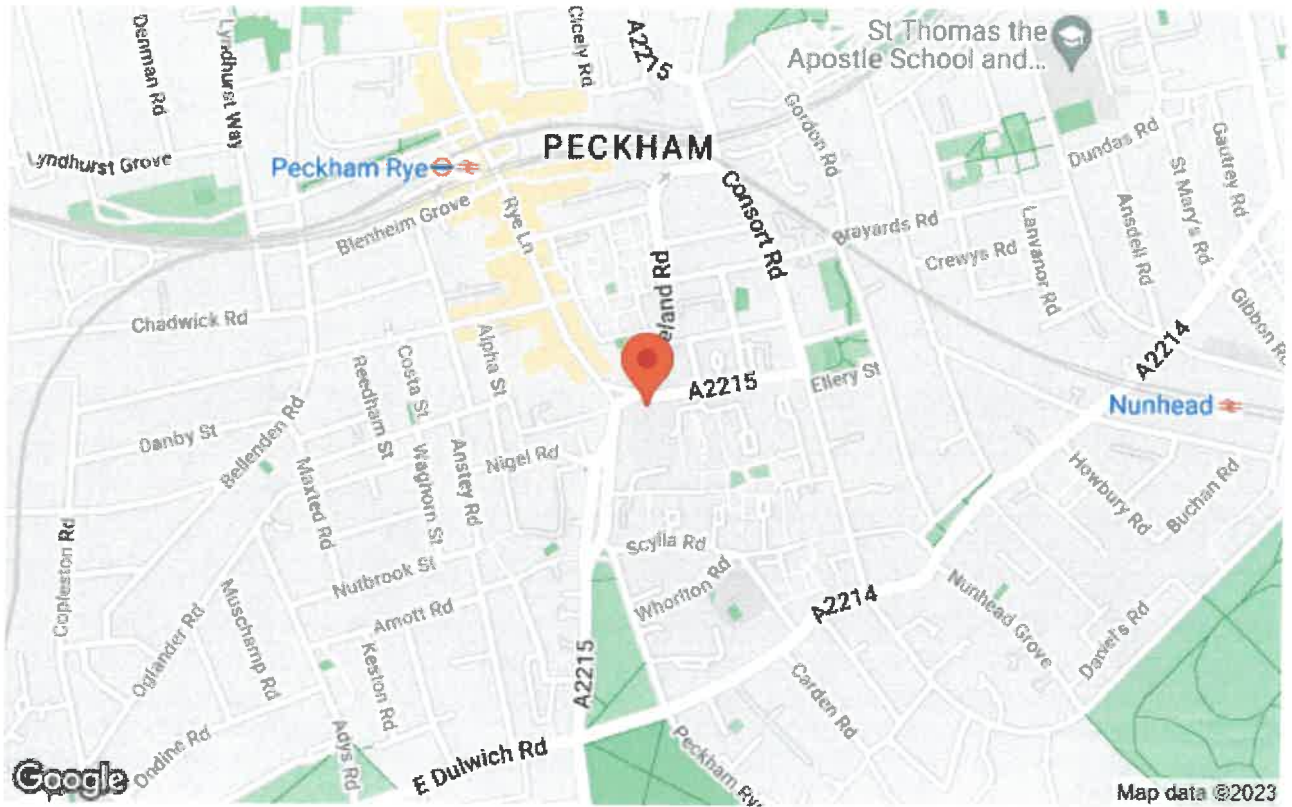 Denman Rd
Lyndhurst Way
Cicely Rd
A2215
St Thomas the
Apostle School and...
Lyndhurst Grove
Peckham Rye
PECKHAM
Gordon Rd
Dundas Rd
Gautrey Rd
St Mary's Rd
Ansdell Rd
Lanvanor Rd
Blenheim Grove
Rye Ln
Consort Rd
Brayards Rd
Crewys Rd
Gibbon Rd
eland Rd
Chadwick Rd
Alpha St
Costa St
Reedham St
A2215
Ellery St
A2214
Nunhead
Danby St
Bellenden Rd
Maxted Rd
Waghorn St
Anstey Rd
Nigel Rd
Howbury Rd
Buchan Rd
Copleston Rd
Scylla Rd
Nutbrook St
Whorlton Rd
A2214
Nunhead Grove
Daniel's Rd
Oglander Rd
Muschamp Rd
Amott Rd
Keston Rd
A2215
Carden Rd
Ondine Rd
Adys Rd
E Dulwich Rd
Peckham Rye
Google
Map data ©2023